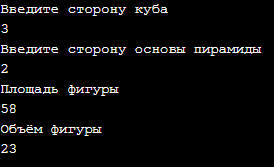 Введите сторону куба
3
Введите сторону основы пирамиды
2
Площадь фигуры
58
Объём фигуры
23